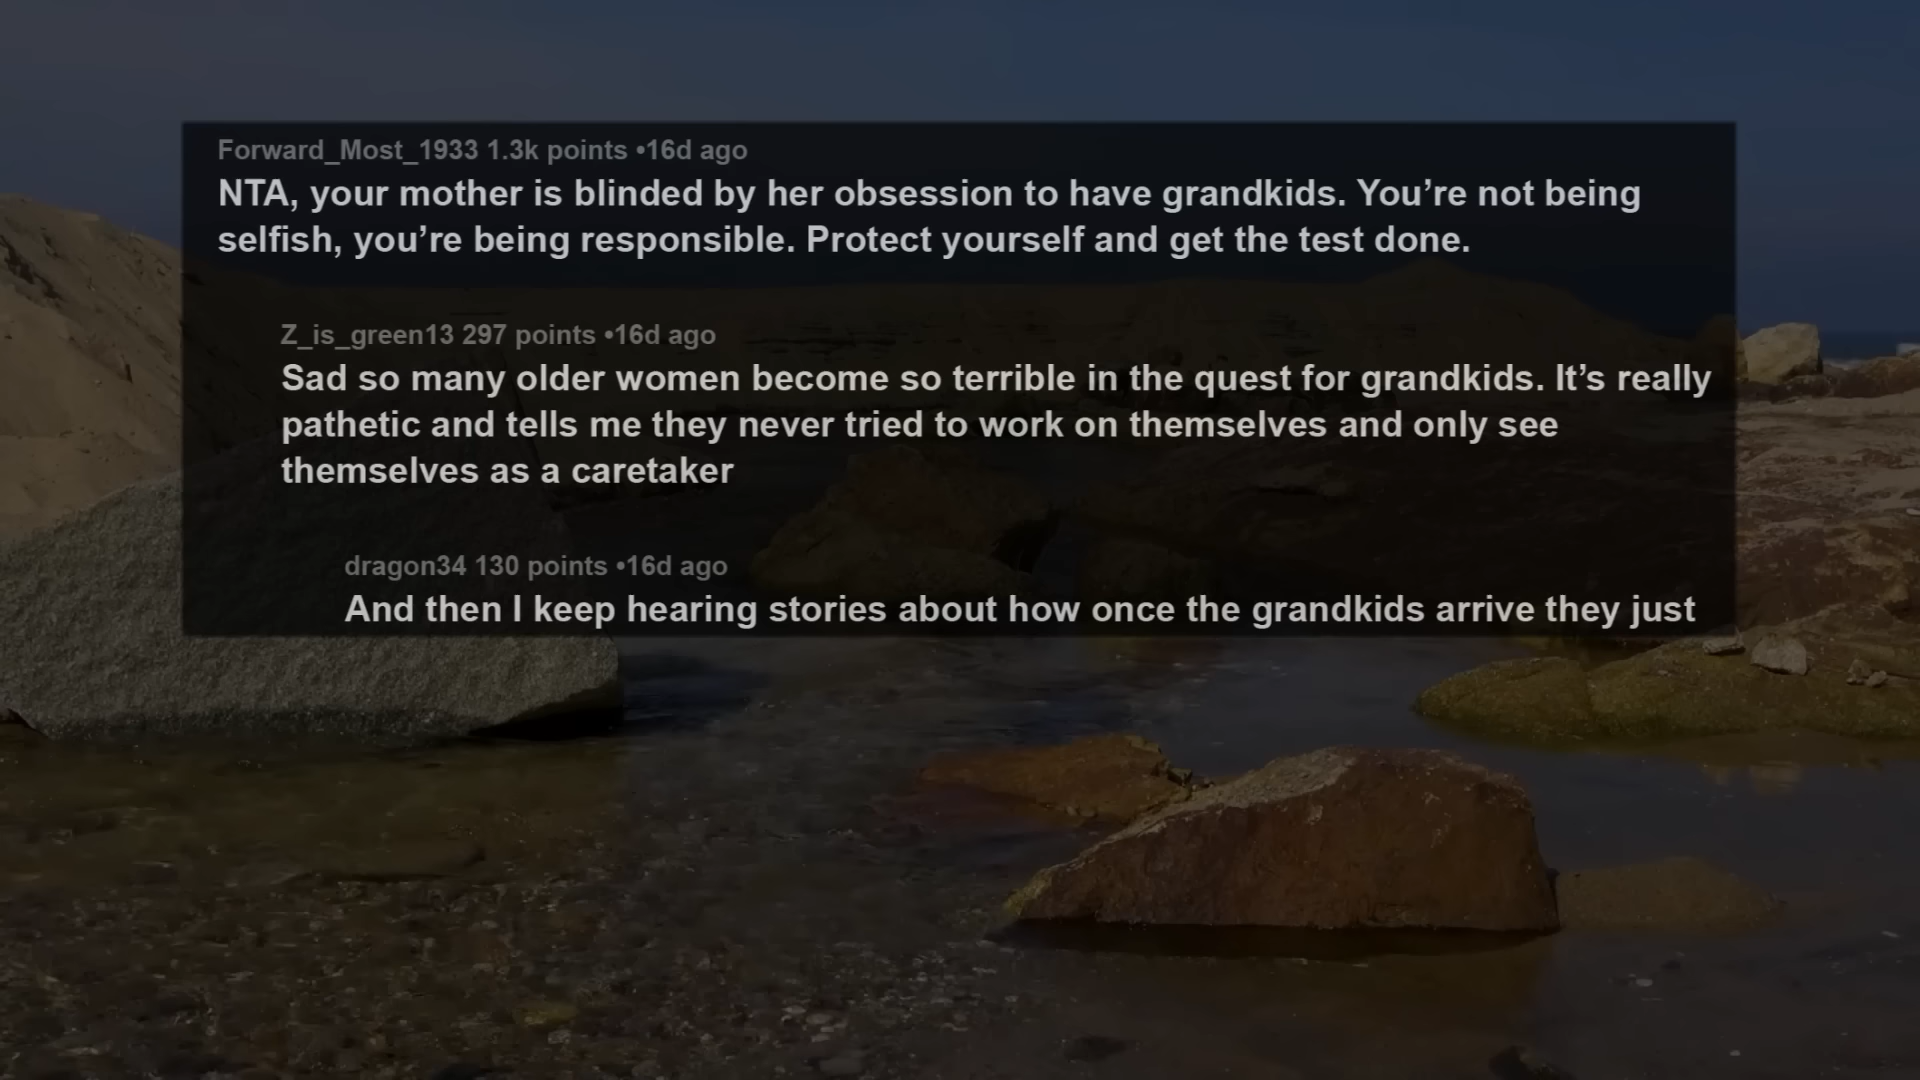 Forward_Most_1933 1.3k points •16d ago
NTA, your mother is blinded by her obsession to have grandkids. You’re not being
selfish, you’re being responsible. Protect yourself and get the test done.
Z_is_green13 297 points •16d ago
Sad so many older women become so terrible in the quest for grandkids. It’s really
pathetic and tells me they never tried to work on themselves and only see
themselves as a caretaker
dragon34 130 points •16d ago
And then I keep hearing stories about how once the grandkids arrive they just